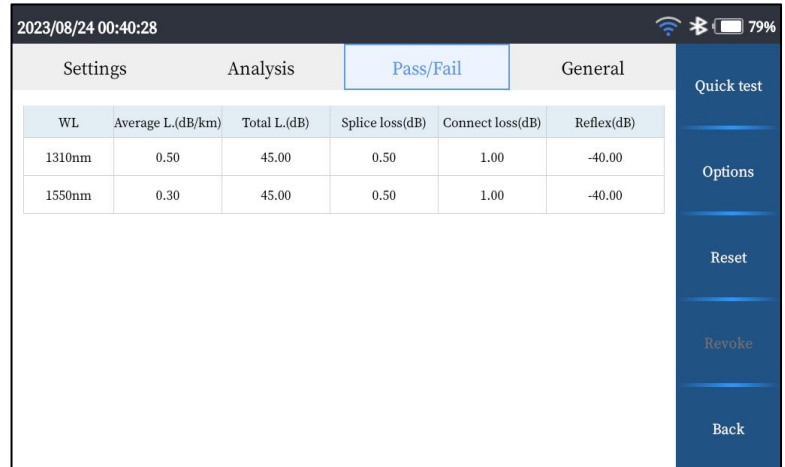 2023/08/24 00:40:28 79%
Settings Analysis Pass/Fail General
WL Average L.(dB/km) Total L.(dB) Splice loss(dB) Connect loss(dB) Reflex(dB)
1310nm 0.50 45.00 0.50 1.00 -40.00
1550nm 0.30 45.00 0.50 1.00 -40.00
Quick test
Options
Reset
Revoke
Back